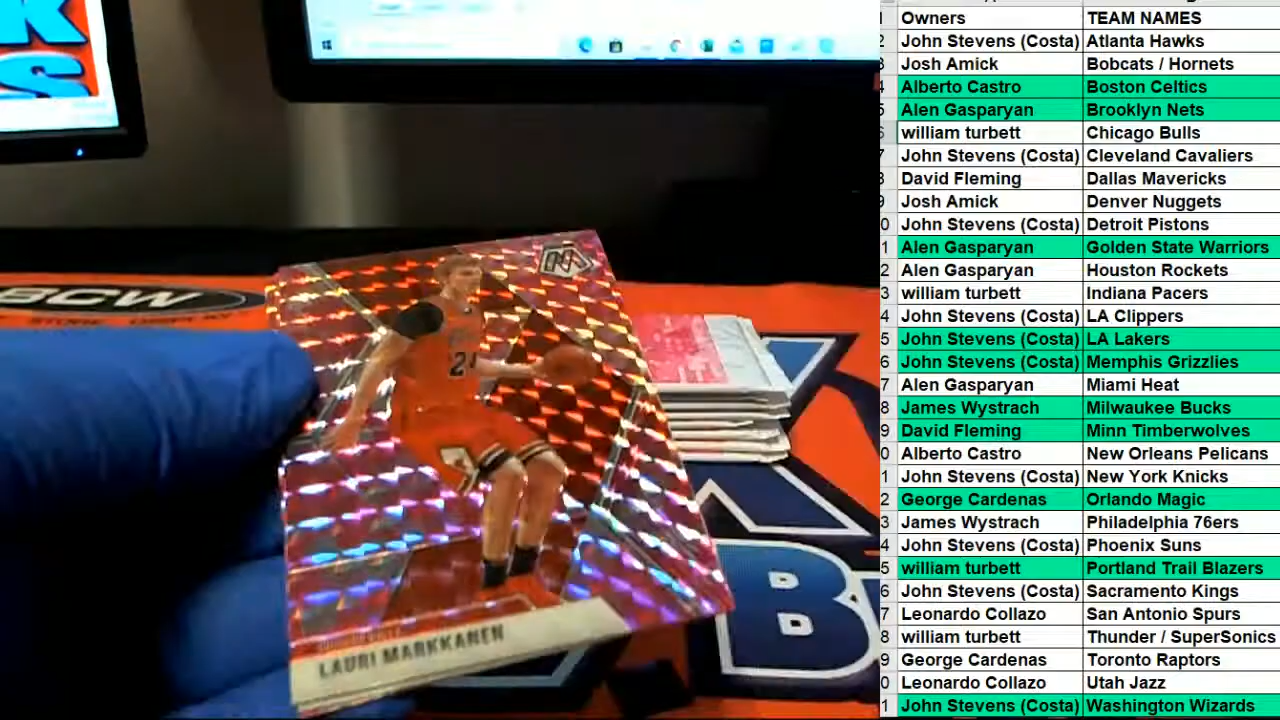 K
S
BCW
LAURI MARKKANEN
24
B
Owners TEAM NAMES
John Stevens (Costa) Atlanta Hawks
Josh Amick Bobcats / Hornets
Alberto Castro Boston Celtics
Alen Gasparyan Brooklyn Nets
william turbett Chicago Bulls
John Stevens (Costa) Cleveland Cavaliers
David Fleming Dallas Mavericks
Josh Amick Denver Nuggets
John Stevens (Costa) Detroit Pistons
Alen Gasparyan Golden State Warriors
Alen Gasparyan Houston Rockets
william turbett Indiana Pacers
John Stevens (Costa) LA Clippers
John Stevens (Costa) LA Lakers
John Stevens (Costa) Memphis Grizzlies
Alen Gasparyan Miami Heat
James Wystrach Milwaukee Bucks
David Fleming Minn Timberwolves
Alberto Castro New Orleans Pelicans
John Stevens (Costa) New York Knicks
George Cardenas Orlando Magic
James Wystrach Philadelphia 76ers
John Stevens (Costa) Phoenix Suns
william turbett Portland Trail Blazers
John Stevens (Costa) Sacramento Kings
Leonardo Collazo San Antonio Spurs
william turbett Thunder / SuperSonics
George Cardenas Toronto Raptors
Leonardo Collazo Utah Jazz
John Stevens (Costa) Washington Wizards